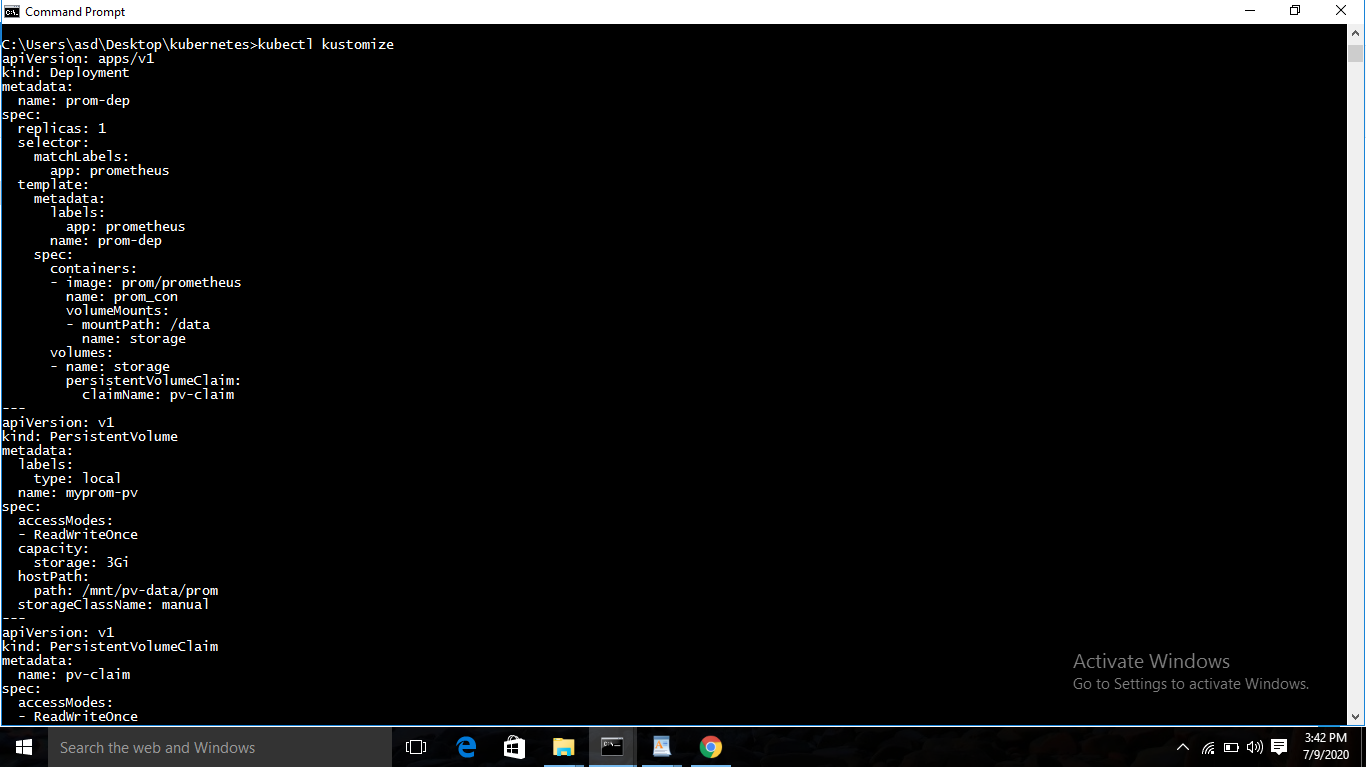 Command Prompt
C:\Users\asd\Desktop\kubernetes>kubectl kustomize
apiVersion: apps/v1
kind: Deployment
metadata:
  name: prom-dep
spec:
  replicas: 1
  selector:
    matchLabels:
      app: prometheus
  template:
    metadata:
      labels:
        app: prometheus
      name: prom-dep
    spec:
      containers:
      - image: prom/prometheus
        name: prom_con
        volumeMounts:
        - mountPath: /data
          name: storage
      volumes:
      - name: storage
        persistentVolumeClaim:
          claimName: pv-claim
---
apiVersion: v1
kind: PersistentVolume
metadata:
  labels:
    type: local
  name: myprom-pv
spec:
  accessModes:
  - ReadWriteOnce
  capacity:
    storage: 3Gi
  hostPath:
    path: /mnt/pv-data/prom
  storageClassName: manual
---
apiVersion: v1
kind: PersistentVolumeClaim
metadata:
  name: pv-claim
spec:
  accessModes:
  - ReadWriteOnce
Activate Windows
Go to Settings to activate Windows.
Search the web and Windows
3:42 PM
7/9/2020